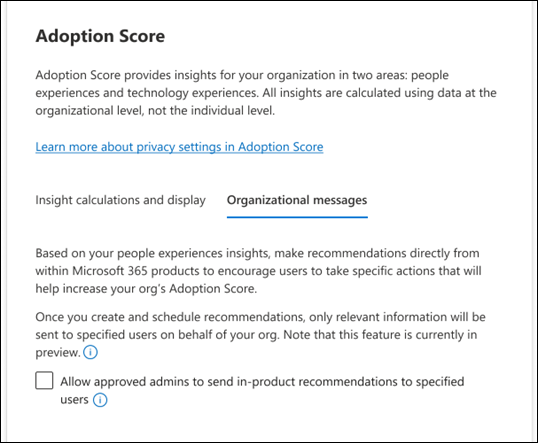 Adoption Score
Adoption Score provides insights for your organization in two areas: people
experiences and technology experiences. All insights are calculated using data at the
organizational level, not the individual level.
Learn more about privacy settings in Adoption Score
Insight calculations and display Organizational messages
Based on your people experiences insights, make recommendations directly from
within Microsoft 365 products to encourage users to take specific actions that will
help increase your org's Adoption Score.
Once you create and schedule recommendations, only relevant information will be
sent to specified users on behalf of your org. Note that this feature is currently in
preview.
Allow approved admins to send in-product recommendations to specified
users